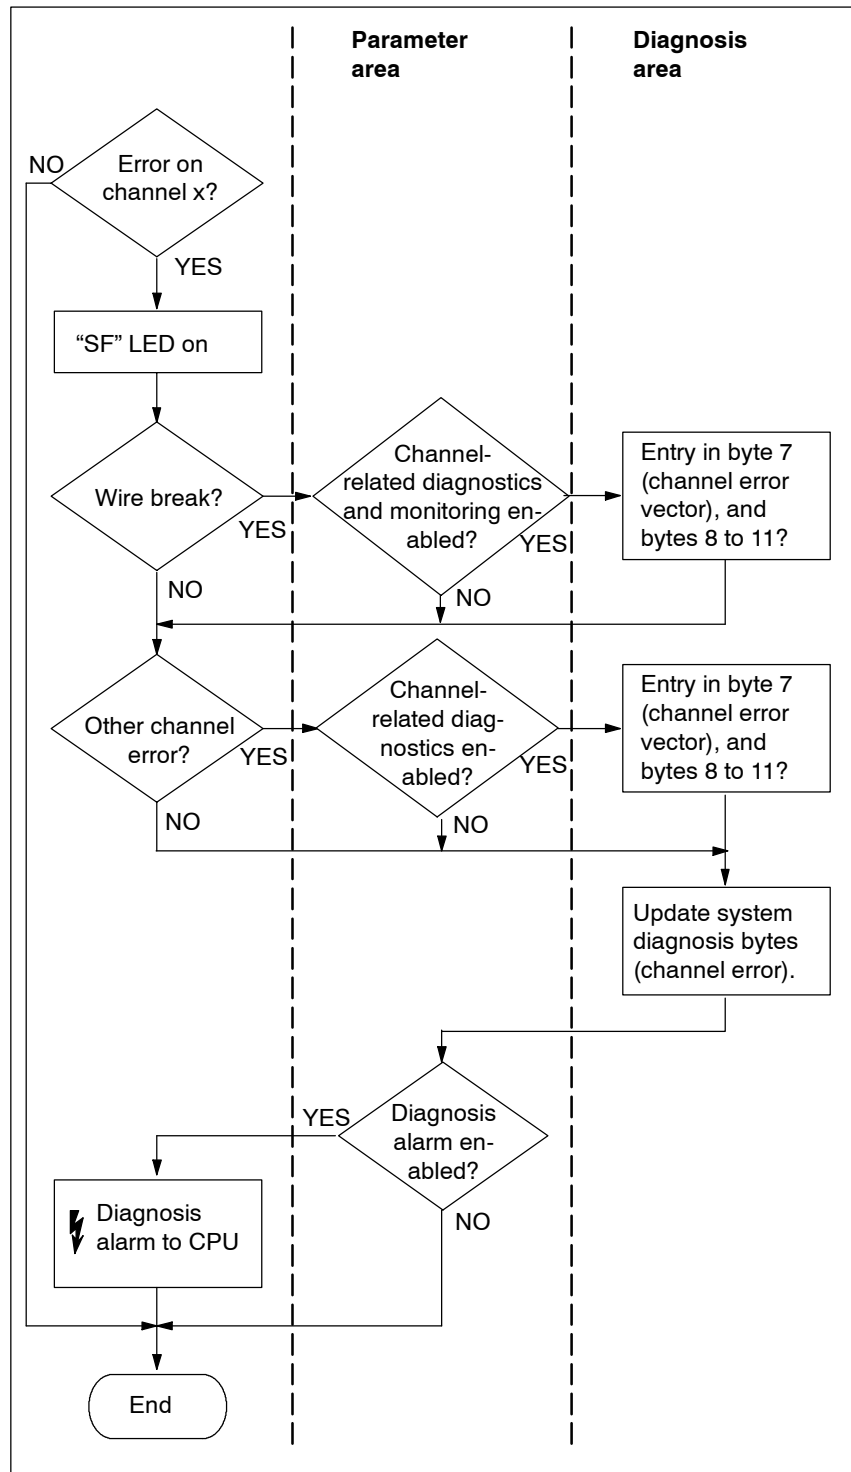 Parameter
area
Diagnosis
area
NO
Error on
channel x?
YES
“SF” LED on
Wire break?
YES
NO
Channel-
related diagnostics
and monitoring en-
abled?
YES
NO
Entry in byte 7
(channel error
vector), and
bytes 8 to 11?
Other channel
error?
YES
NO
Channel-
related diag-
nostics en-
abled?
YES
NO
Entry in byte 7
(channel error
vector), and
bytes 8 to 11?
Update system
diagnosis bytes
(channel error).
YES
Diagnosis
alarm en-
abled?
NO
Diagnosis
alarm to CPU
End